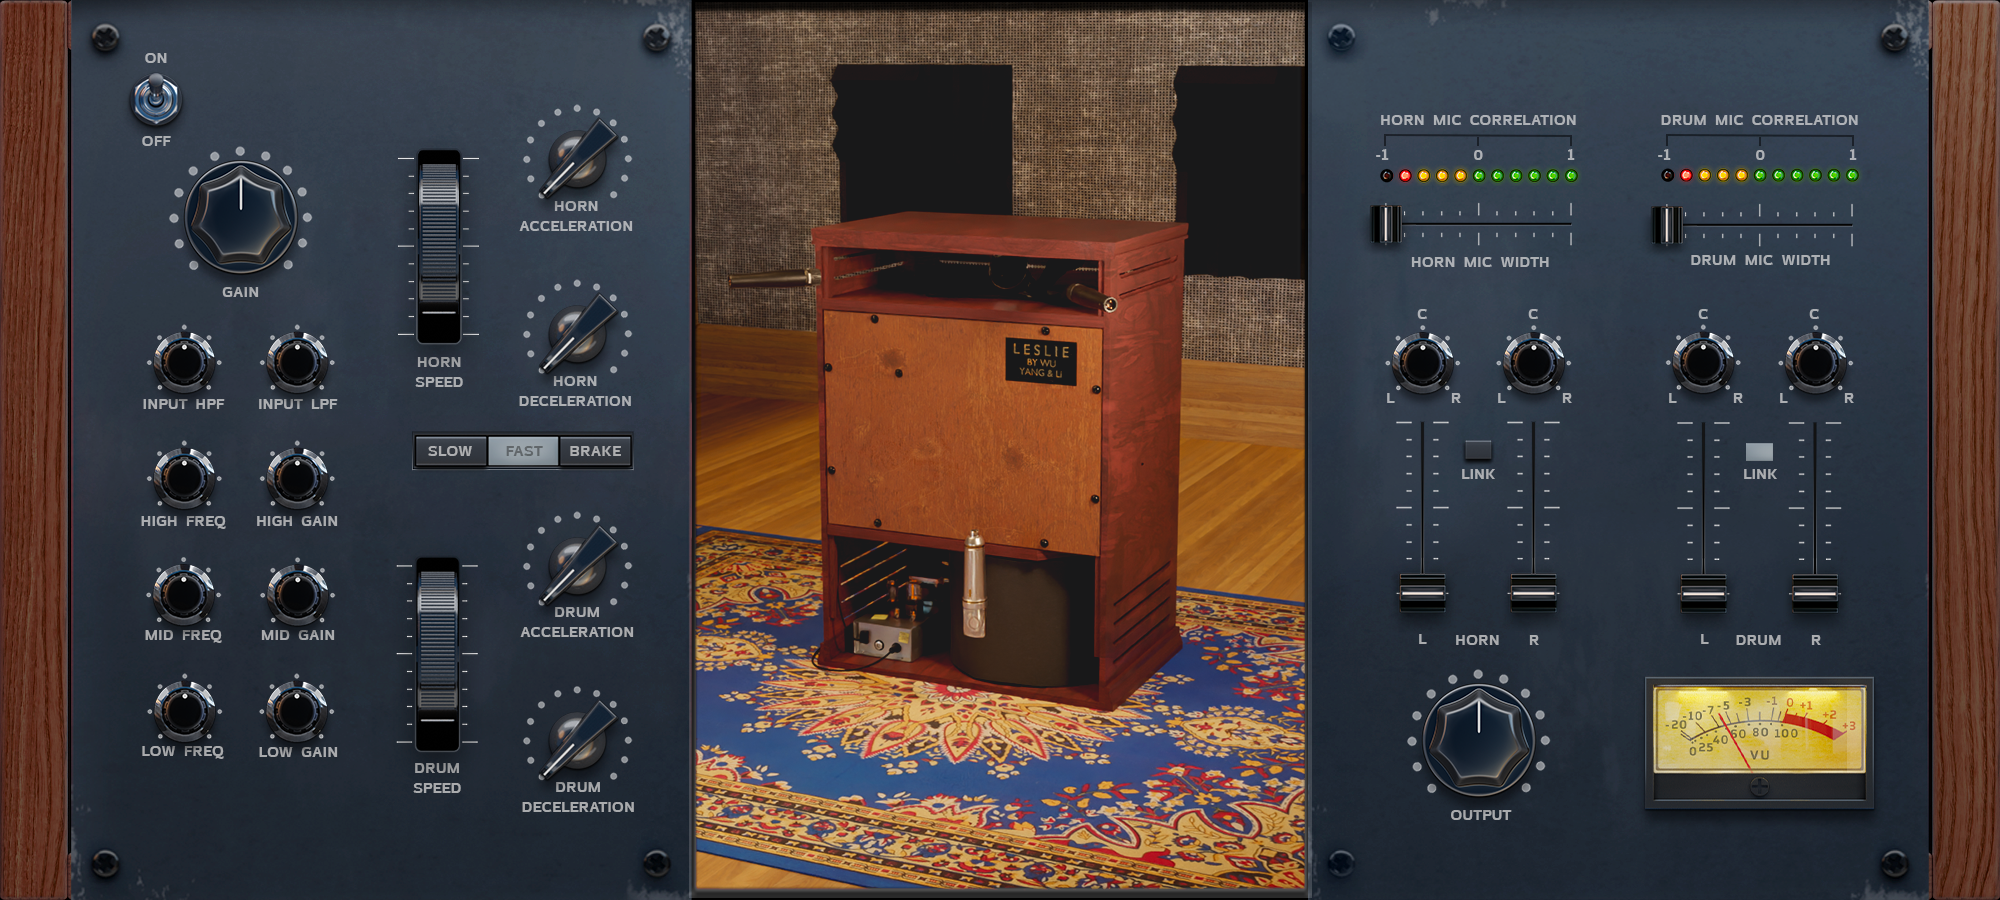 ON
OFF
GAIN
INPUT HPF
INPUT LPF
HIGH FREQ
HIGH GAIN
MID FREQ
MID GAIN
LOW FREQ
LOW GAIN
HORN
SPEED
HORN
ACCELERATION
HORN
DECELERATION
SLOW
FAST
BRAKE
DRUM
SPEED
DRUM
ACCELERATION
DRUM
DECELERATION
LESLIE
BY WU
YANG & LI
HORN MIC CORRELATION
-1 0 1
HORN MIC WIDTH
DRUM MIC CORRELATION
-1 0 1
DRUM MIC WIDTH
C
L R
C
L R
LINK
L HORN R
C
L R
C
L R
LINK
L DRUM R
OUTPUT
-20 -10 -7 -5 -3 -1 0 +1 +2 +3
0 25 40 60 80 100
VU